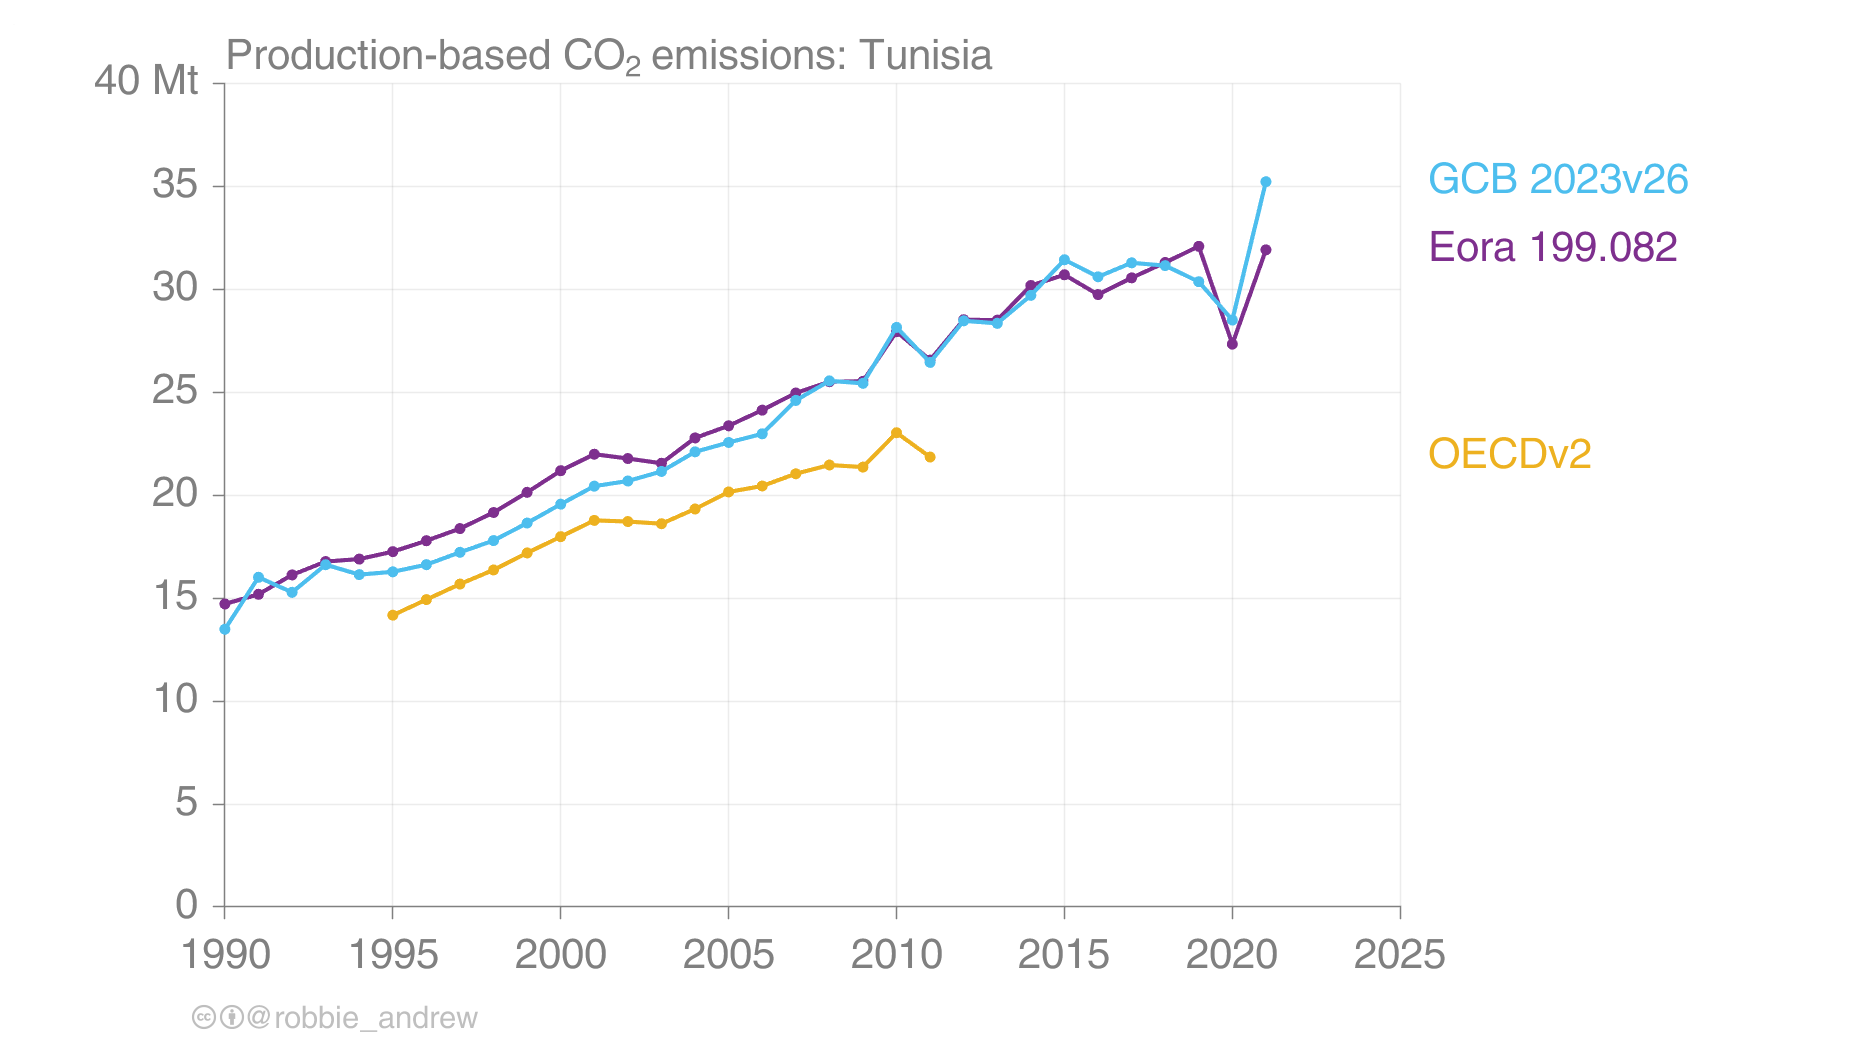 Production-based CO₂ emissions: Tunisia
40 Mt
35
30
25
20
15
10
5
0
1990 1995 2000 2005 2010 2015 2020 2025
GCB 2023v26
Eora 199.082
OECDv2
@robbie_andrew